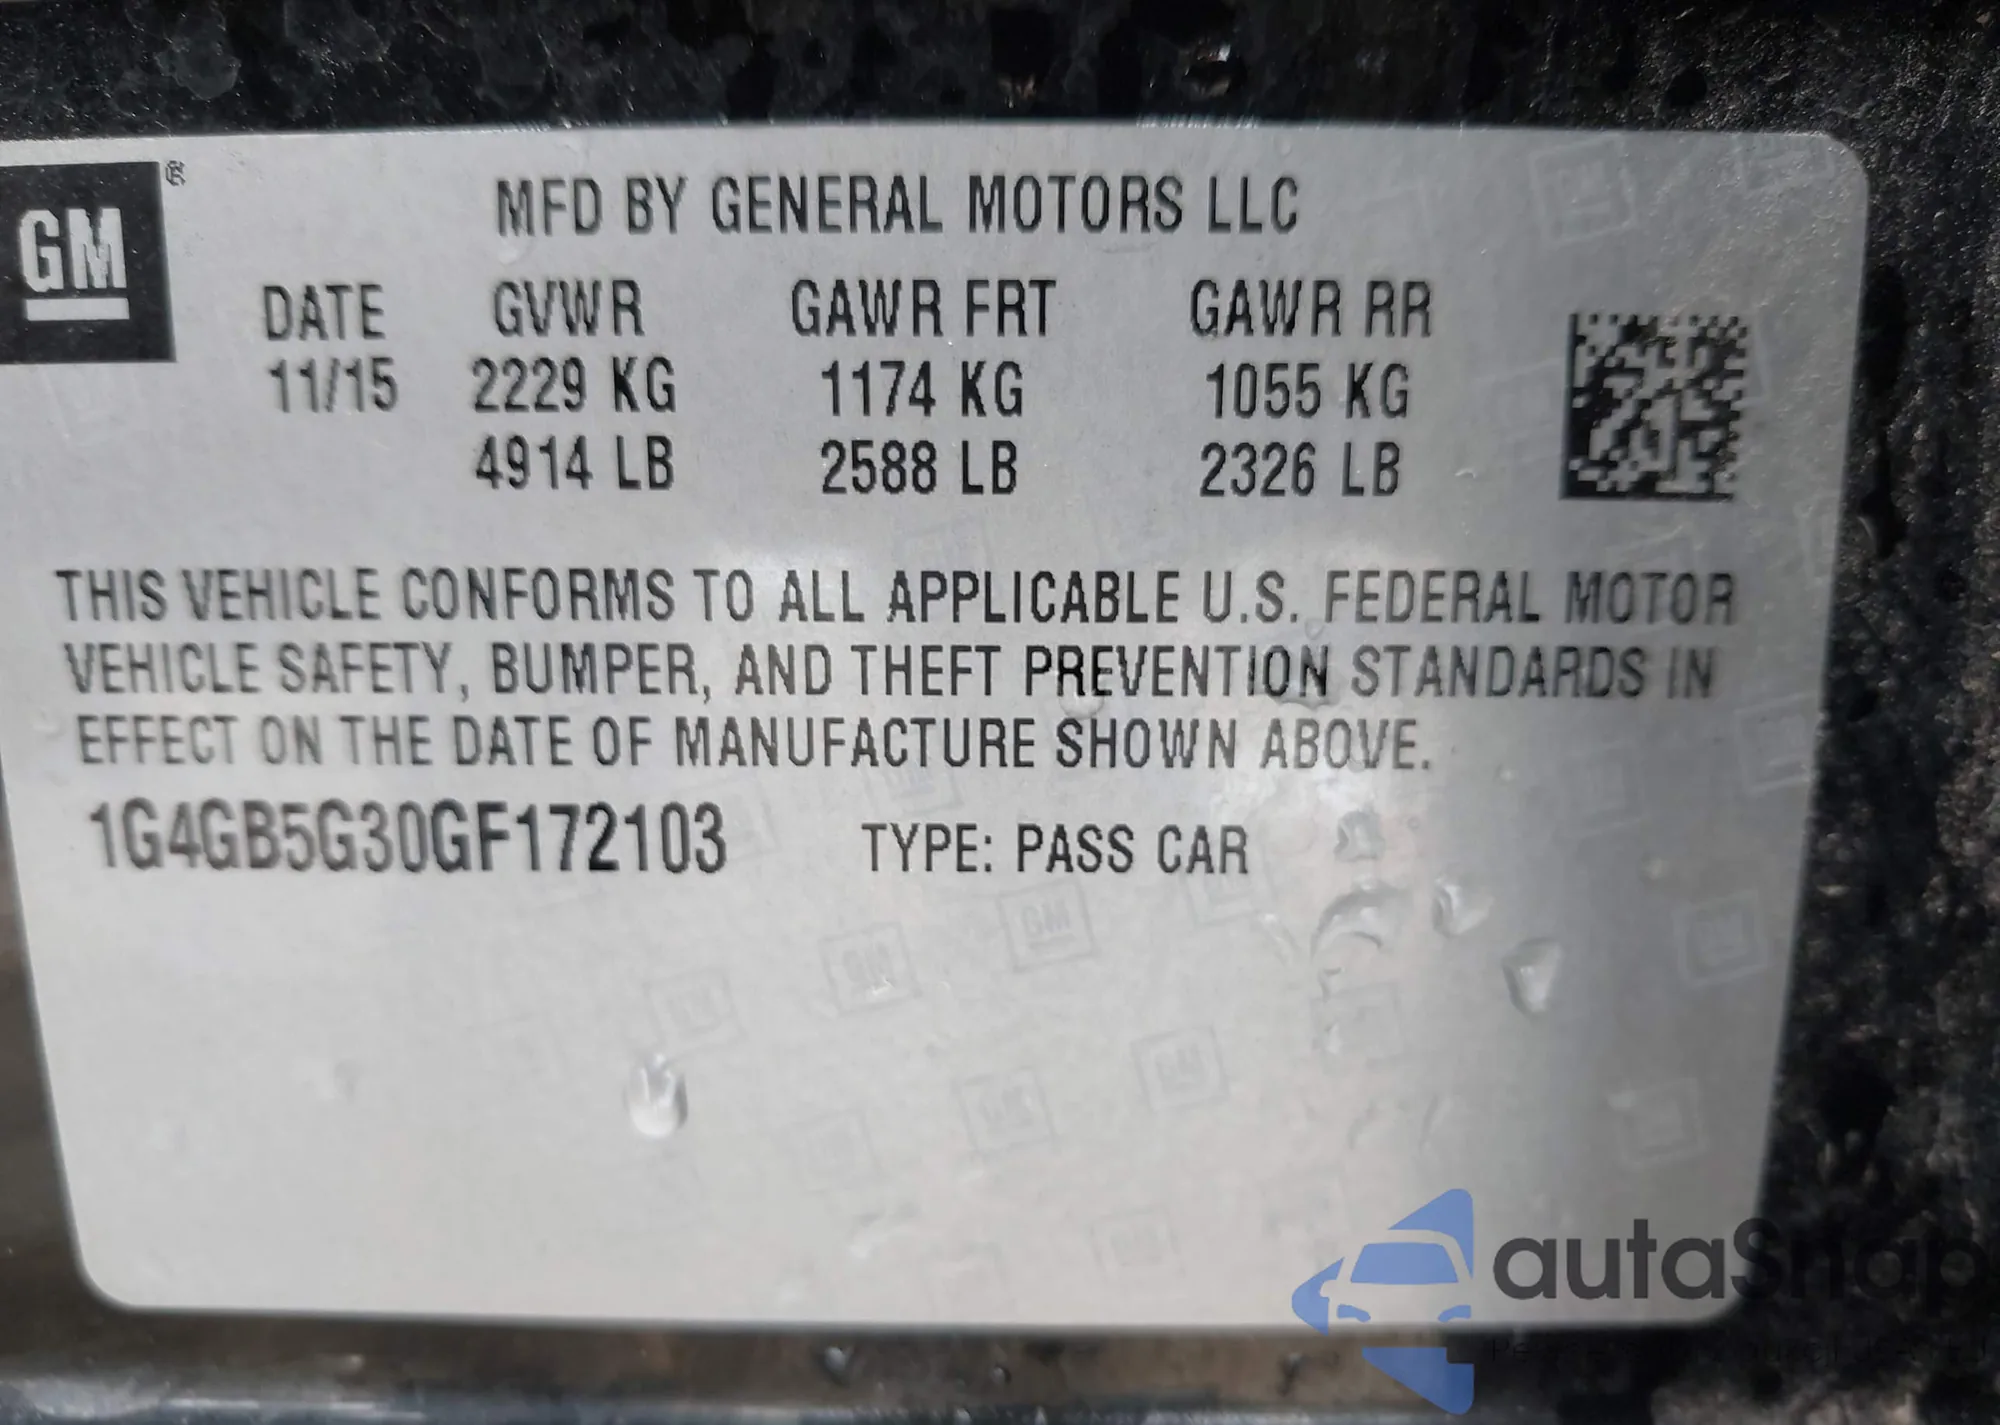 GM ®
MFD BY GENERAL MOTORS LLC
DATE GVWR GAWR FRT GAWR RR
11/15 2229 KG 1174 KG 1055 KG
4914 LB 2588 LB 2326 LB
THIS VEHICLE CONFORMS TO ALL APPLICABLE U.S. FEDERAL MOTOR
VEHICLE SAFETY, BUMPER, AND THEFT PREVENTION STANDARDS IN
EFFECT ON THE DATE OF MANUFACTURE SHOWN ABOVE.
1G4GB5G30GF172103 TYPE: PASS CAR
autaSnap